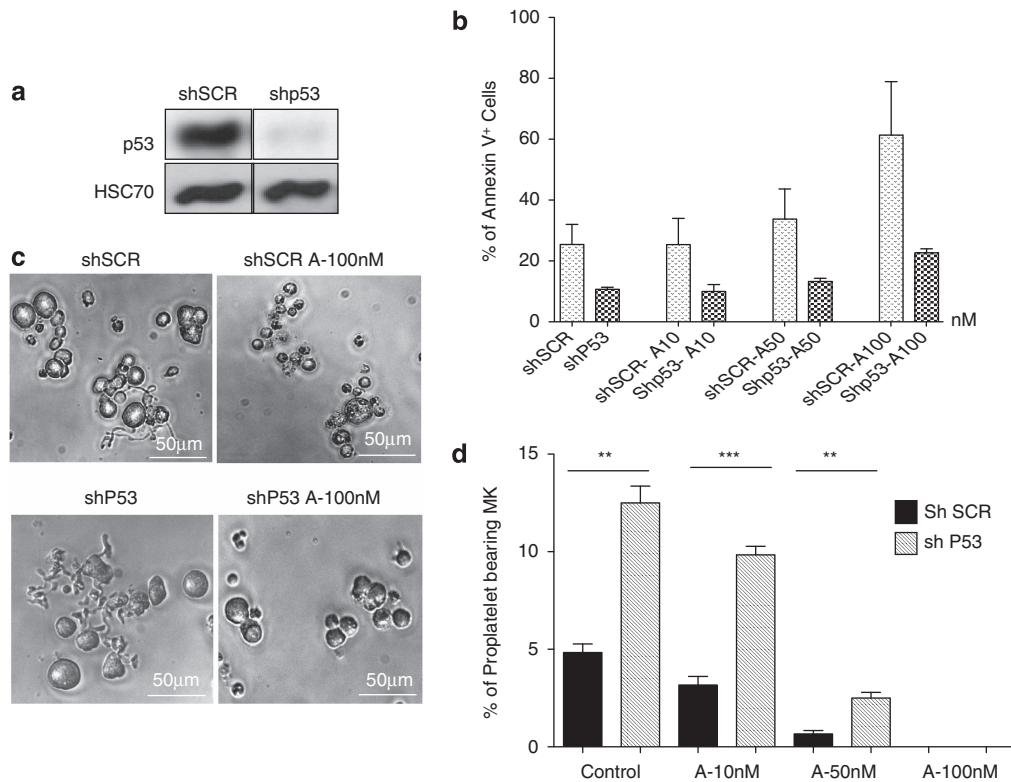 a
shSCR shp53
p53
HSC70
b
% of Annexin V+ Cells
100
80
60
40
20
0
nM
shSCR
shP53
shSCR- A10
Shp53- A10
shSCR-A50
Shp53-A50
shSCR-A100
Shp53-A100
c
shSCR
shSCR A-100nM
50µm
50µm
shP53
shP53 A-100nM
50µm
50µm
d
% of Proplatelet bearing MK
15
10
5
0
**
***
**
Sh SCR
sh P53
Control
A-10nM
A-50nM
A-100nM